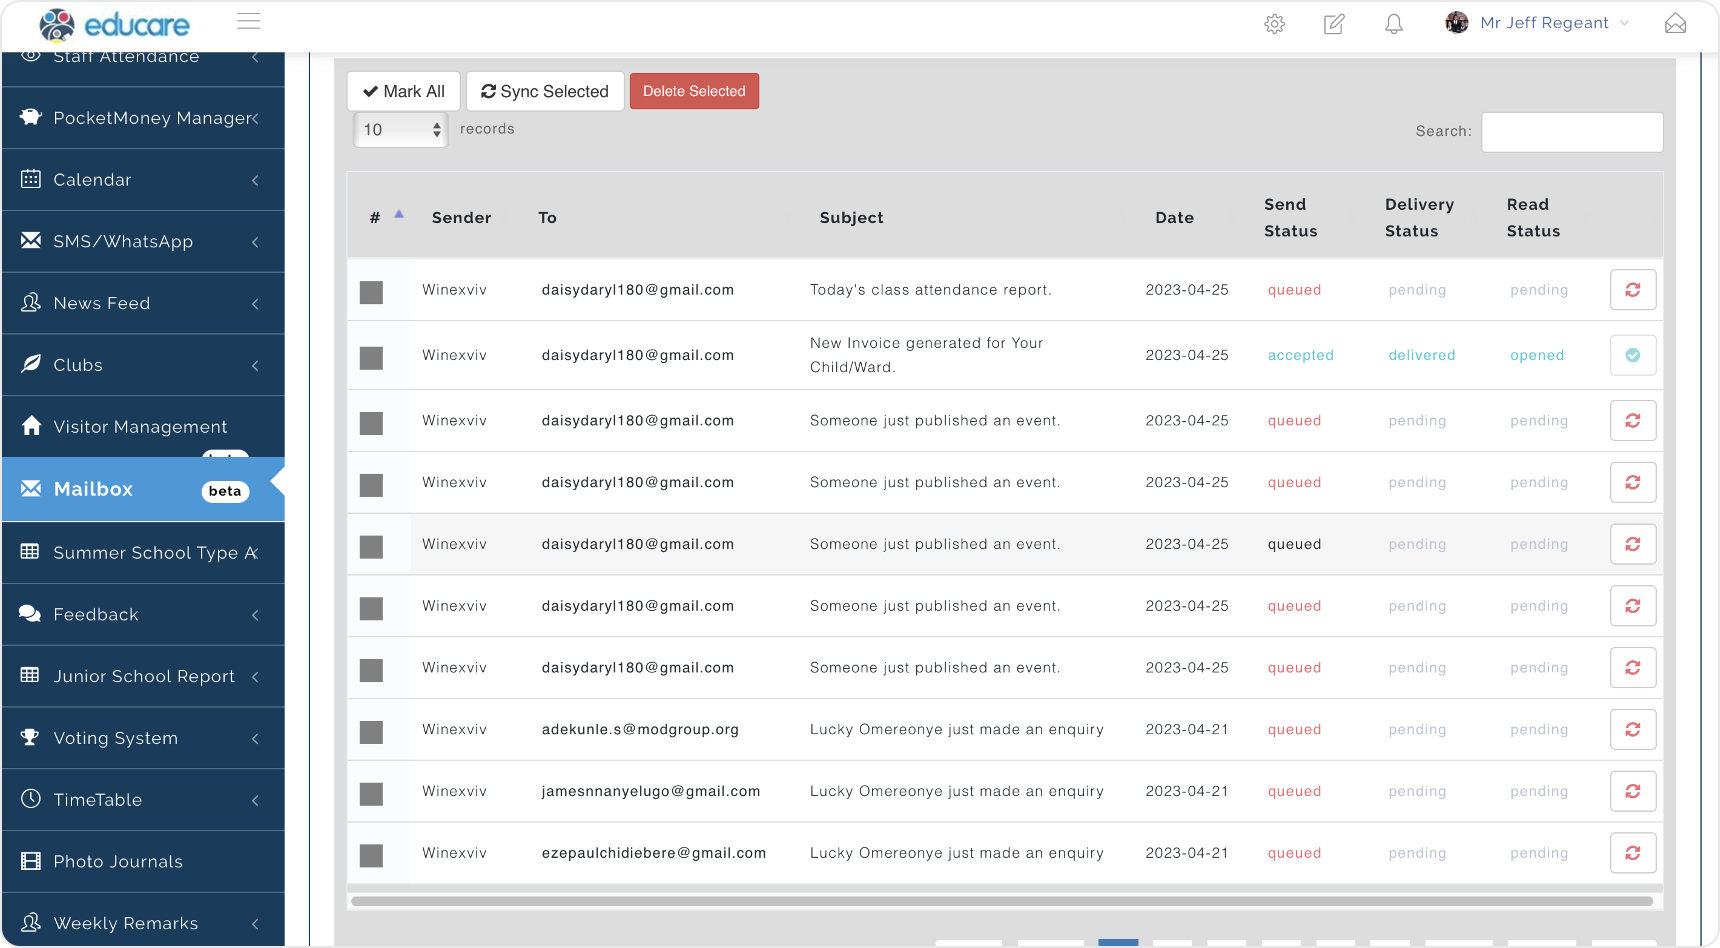 educare
Mr Jeff Regeant
Staff Attendance
PocketMoney Manager
Calendar
SMS/WhatsApp
News Feed
Clubs
Visitor Management
Mailbox
beta
Summer School Type A
Feedback
Junior School Report
Voting System
TimeTable
Photo Journals
Weekly Remarks
Mark All Sync Selected Delete Selected
10 records
Search:
# Sender To Subject Date Send Status Delivery Status Read Status
Winexviv daisydaryl180@gmail.com Today's class attendance report. 2023-04-25 queued pending pending
Winexviv daisydaryl180@gmail.com New Invoice generated for Your Child/Ward. 2023-04-25 accepted delivered opened
Winexviv daisydaryl180@gmail.com Someone just published an event. 2023-04-25 queued pending pending
Winexviv daisydaryl180@gmail.com Someone just published an event. 2023-04-25 queued pending pending
Winexviv daisydaryl180@gmail.com Someone just published an event. 2023-04-25 queued pending pending
Winexviv daisydaryl180@gmail.com Someone just published an event. 2023-04-25 queued pending pending
Winexviv daisydaryl180@gmail.com Someone just published an event. 2023-04-25 queued pending pending
Winexviv adekunle.s@modgroup.org Lucky Omereonye just made an enquiry 2023-04-21 queued pending pending
Winexviv jamesnnanyelugo@gmail.com Lucky Omereonye just made an enquiry 2023-04-21 queued pending pending
Winexviv ezepaulchidiebere@gmail.com Lucky Omereonye just made an enquiry 2023-04-21 queued pending pending